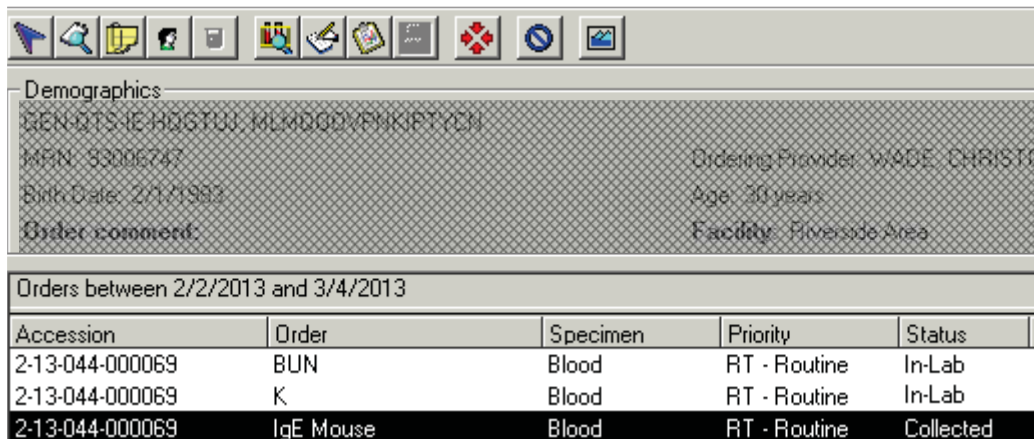 Demographics
GEN-QTS-IE-HQGTUJ, MLMQOOVPNKIPTYCN
MRN: 93006747 Ordering Provider: WADE, CHRISTO
Birth Date: 2/1/1983 Age: 30 years
Order comment: Facility: Riverside Area
Orders between 2/2/2013 and 3/4/2013
Accession Order Specimen Priority Status
2-13-044-000069 BUN Blood RT - Routine In-Lab
2-13-044-000069 K Blood RT - Routine In-Lab
2-13-044-000069 IgE Mouse Blood RT - Routine Collected